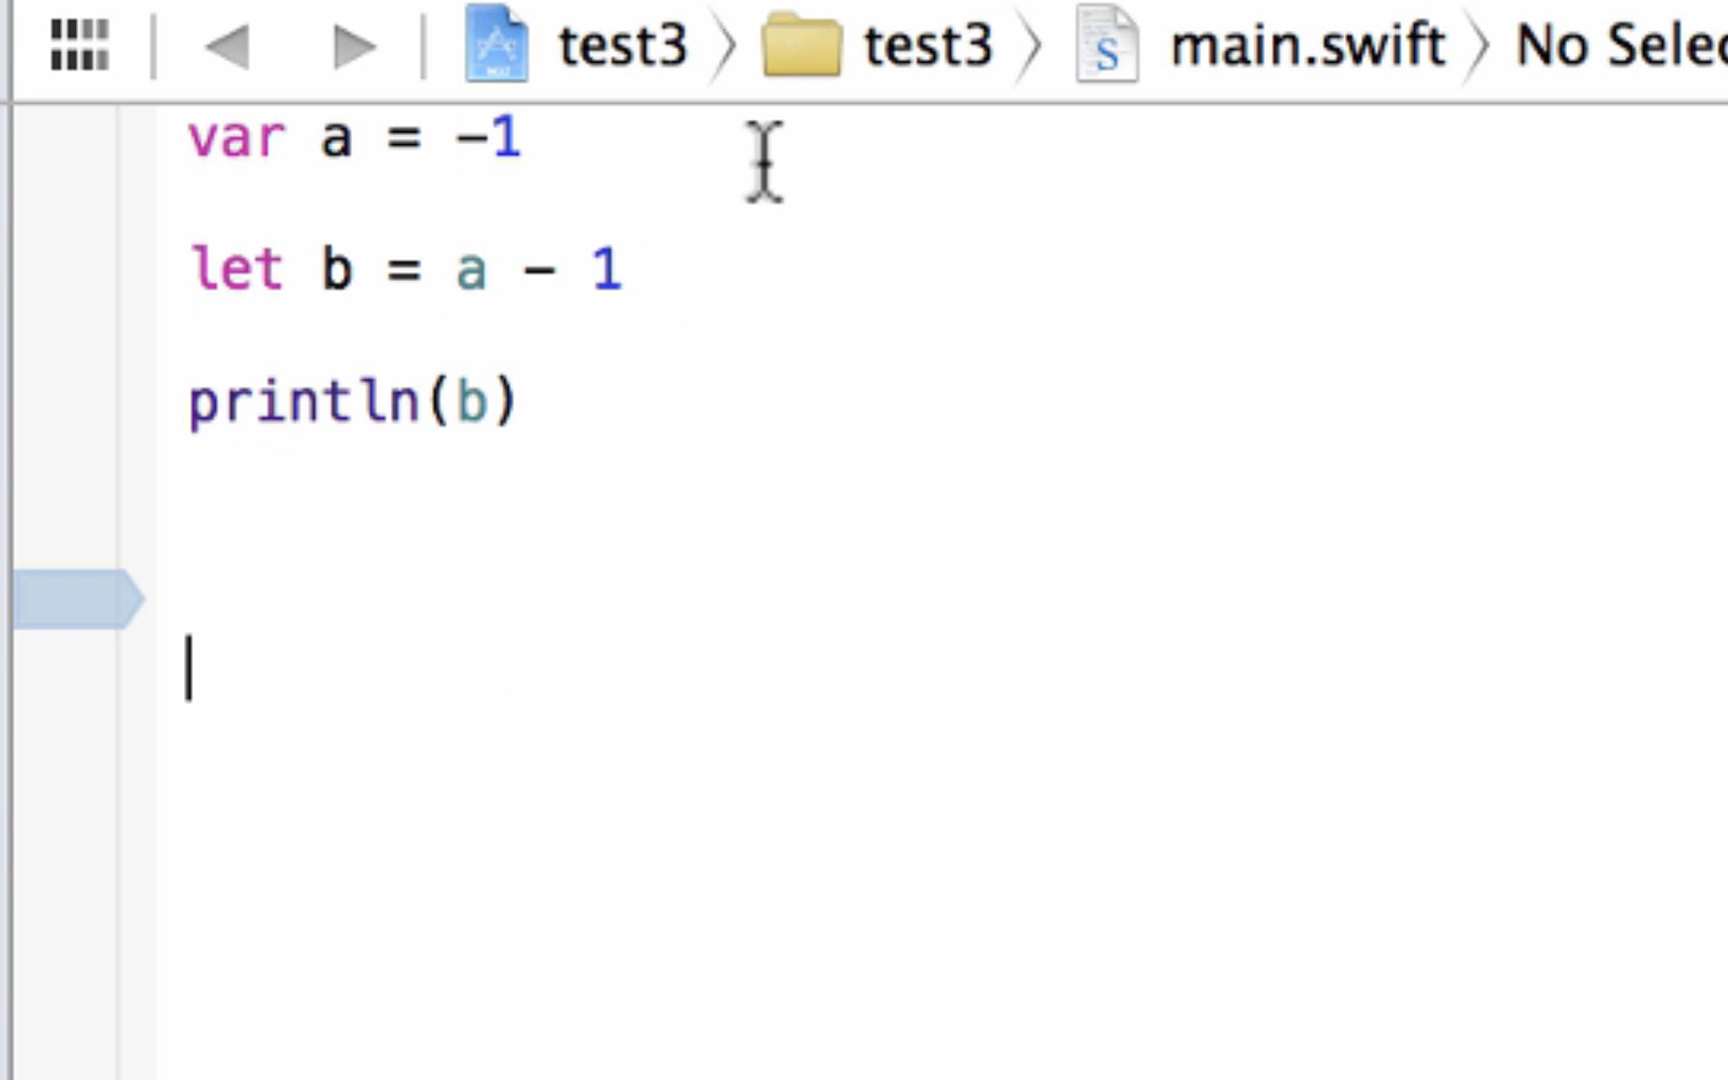 test3 〉 test3 〉 main.swift 〉 No Selec
var a = -1
let b = a - 1
println(b)